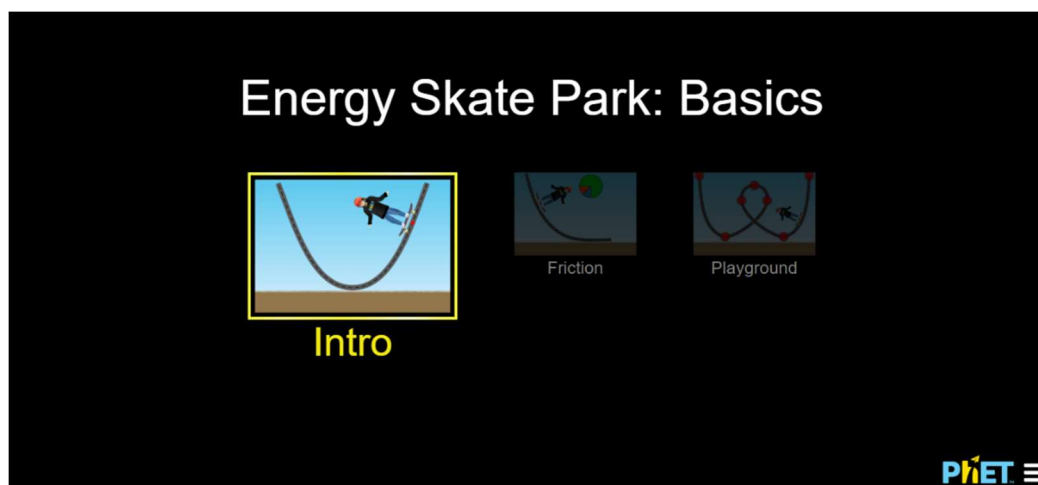 Energy Skate Park: Basics
Intro
Friction
Playground
PhET